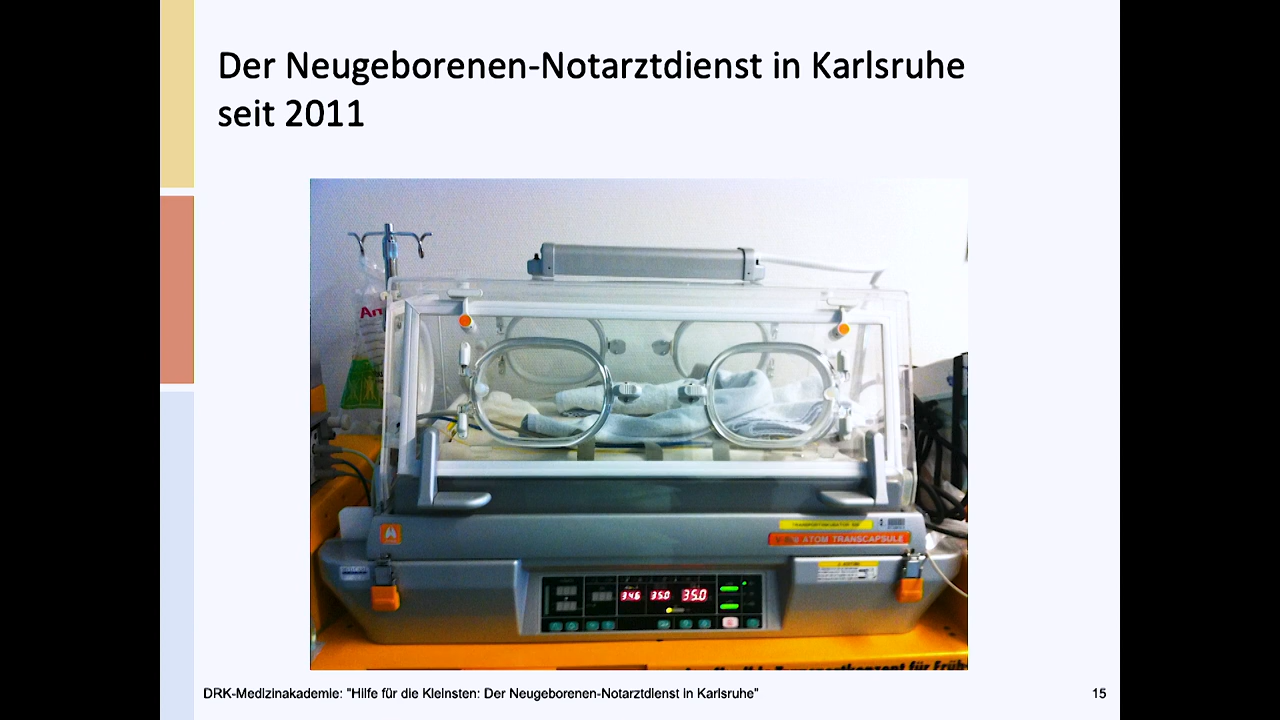 Der Neugeborenen-Notarztdienst in Karlsruhe
seit 2011
TRANSPORTINKUBATOR
ATOM TRANSCAPSULE
34.6 35.0 35.0
DRK-Medizinakademie: "Hilfe für die Kleinsten: Der Neugeborenen-Notarztdienst in Karlsruhe"
15